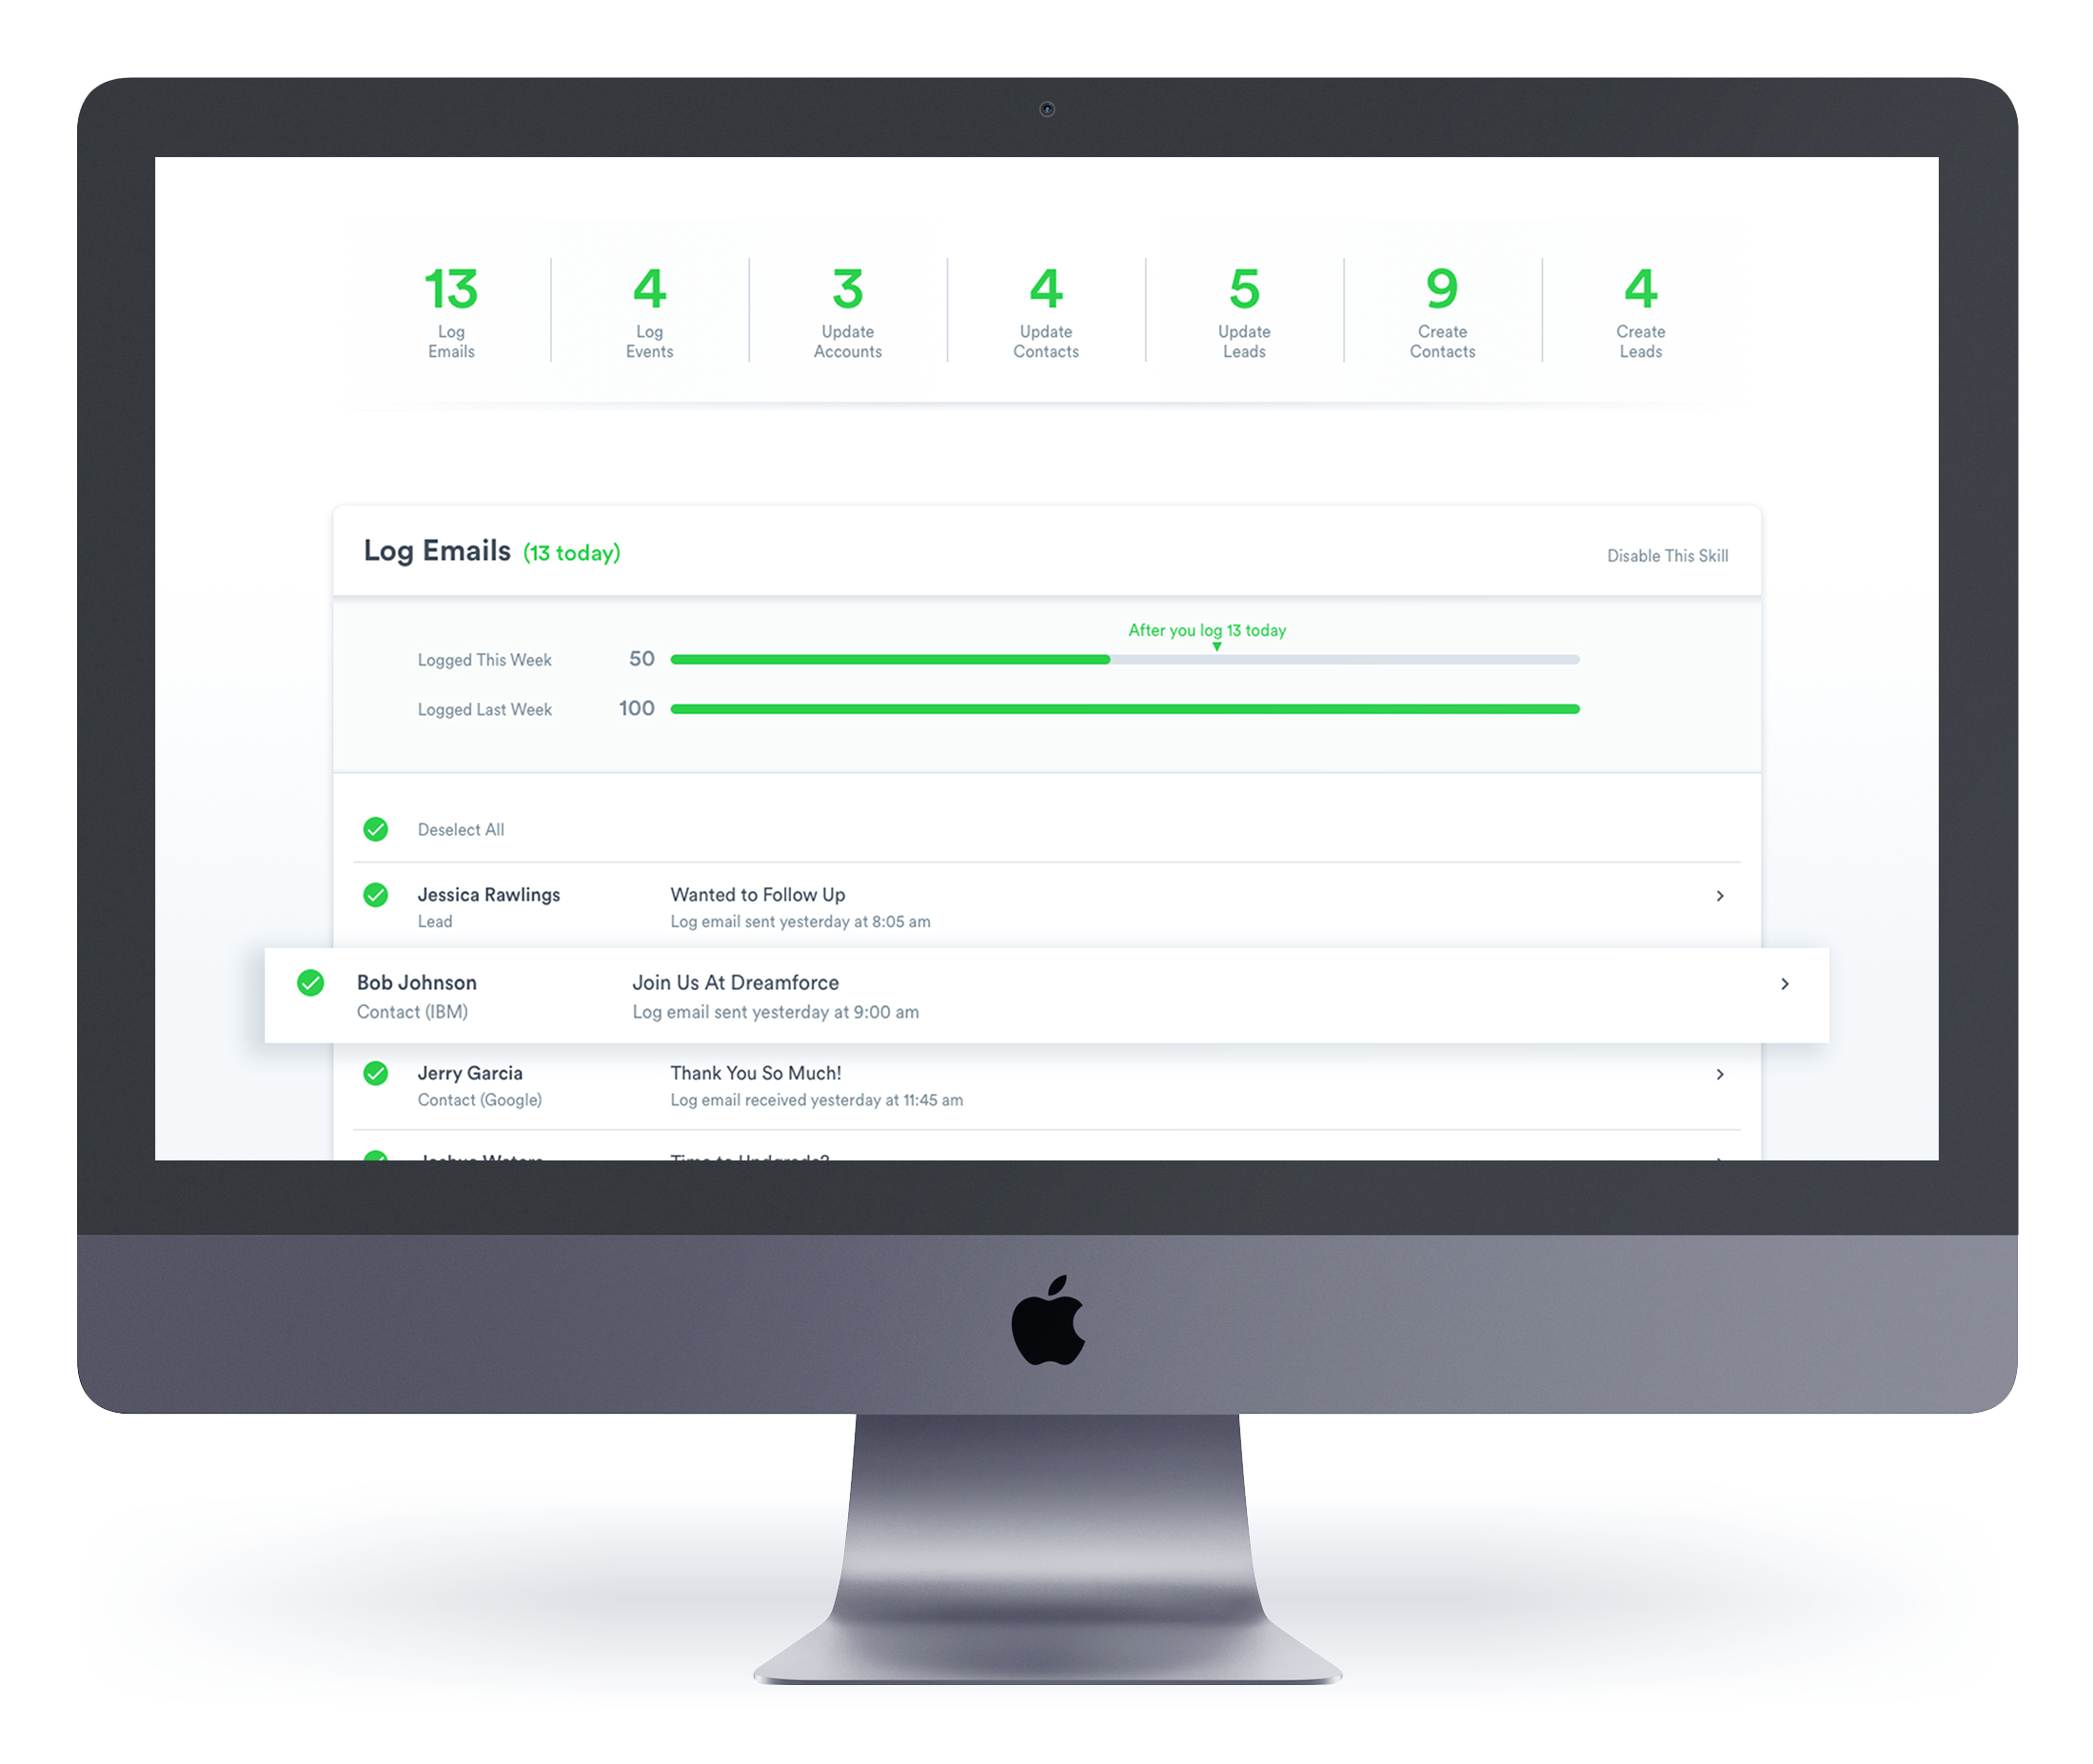 13
Log
Emails
4
Log
Events
3
Update
Accounts
4
Update
Contacts
5
Update
Leads
9
Create
Contacts
4
Create
Leads
Log Emails (13 today)
Disable This Skill
After you log 13 today
Logged This Week 50
Logged Last Week 100
Deselect All
Jessica Rawlings
Lead
Wanted to Follow Up
Log email sent yesterday at 8:05 am
Bob Johnson
Contact (IBM)
Join Us At Dreamforce
Log email sent yesterday at 9:00 am
Jerry Garcia
Contact (Google)
Thank You So Much!
Log email received yesterday at 11:45 am